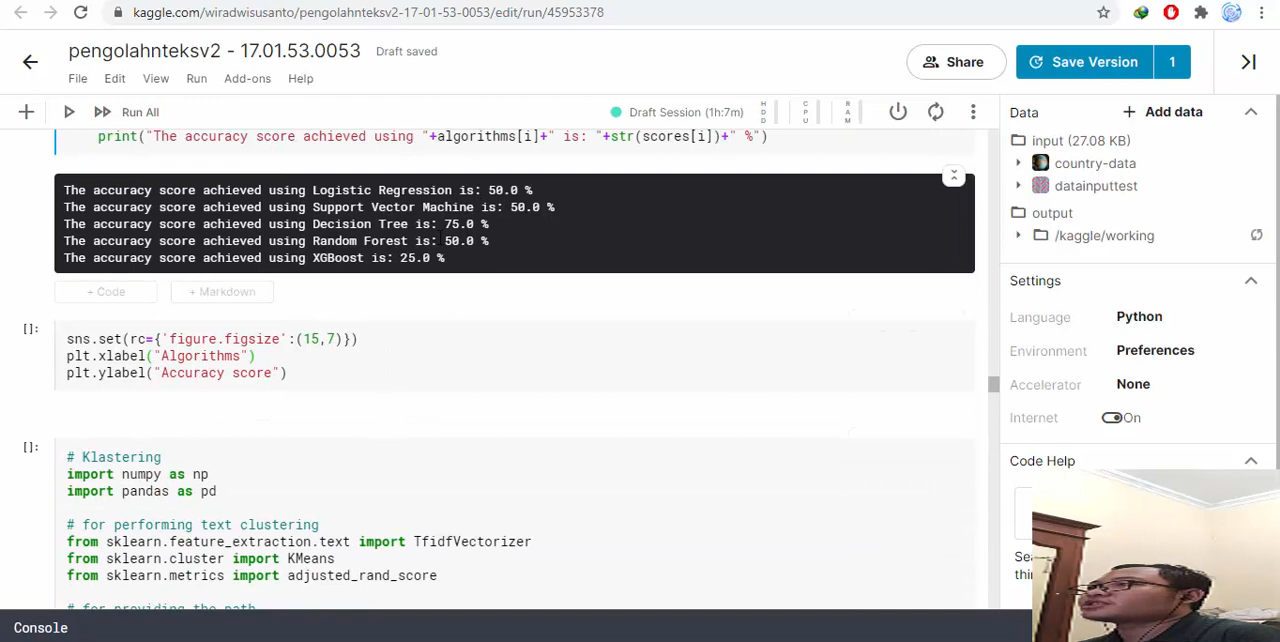 kaggle.com/wiradwisusanto/pengolahnteksv2-17-01-53-0053/edit/run/45953378
pengolahnteksv2 - 17.01.53.0053 Draft saved
File Edit View Run Add-ons Help
Share
Save Version 1
Run All
Draft Session (1h:7m)
HDD
CPU
RAM
print("The accuracy score achieved using "+algorithms[i]+" is: "+str(scores[i])+" %")
The accuracy score achieved using Logistic Regression is: 50.0 %
The accuracy score achieved using Support Vector Machine is: 50.0 %
The accuracy score achieved using Decision Tree is: 75.0 %
The accuracy score achieved using Random Forest is: 50.0 %
The accuracy score achieved using XGBoost is: 25.0 %
+ Code + Markdown
[]:
sns.set(rc={'figure.figsize':(15,7)})
plt.xlabel("Algorithms")
plt.ylabel("Accuracy score")
[]:
# Klastering
import numpy as np
import pandas as pd
# for performing text clustering
from sklearn.feature_extraction.text import TfidfVectorizer
from sklearn.cluster import KMeans
from sklearn.metrics import adjusted_rand_score
# for providing the path
Console
Data
+ Add data
input (27.08 KB)
country-data
datainputtest
output
/kaggle/working
Settings
Language Python
Environment Preferences
Accelerator None
Internet On
Code Help